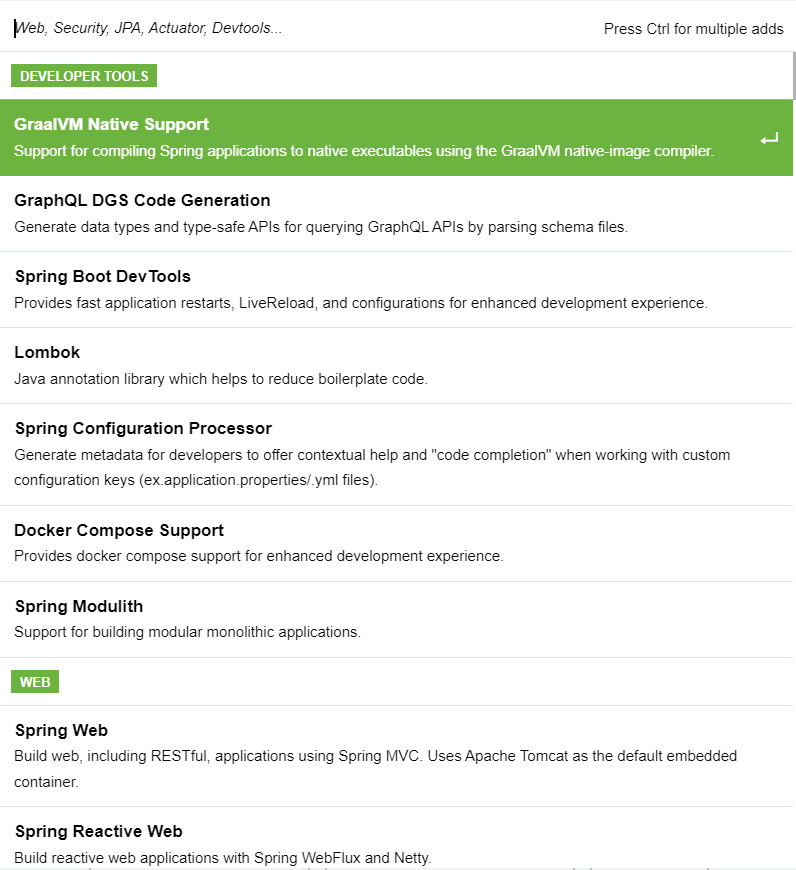 Web, Security, JPA, Actuator, Devtools...
Press Ctrl for multiple adds
DEVELOPER TOOLS
GraalVM Native Support
Support for compiling Spring applications to native executables using the GraalVM native-image compiler.
GraphQL DGS Code Generation
Generate data types and type-safe APIs for querying GraphQL APIs by parsing schema files.
Spring Boot DevTools
Provides fast application restarts, LiveReload, and configurations for enhanced development experience.
Lombok
Java annotation library which helps to reduce boilerplate code.
Spring Configuration Processor
Generate metadata for developers to offer contextual help and "code completion" when working with custom
configuration keys (ex.application.properties/.yml files).
Docker Compose Support
Provides docker compose support for enhanced development experience.
Spring Modulith
Support for building modular monolithic applications.
WEB
Spring Web
Build web, including RESTful, applications using Spring MVC. Uses Apache Tomcat as the default embedded
container.
Spring Reactive Web
Build reactive web applications with Spring WebFlux and Netty.